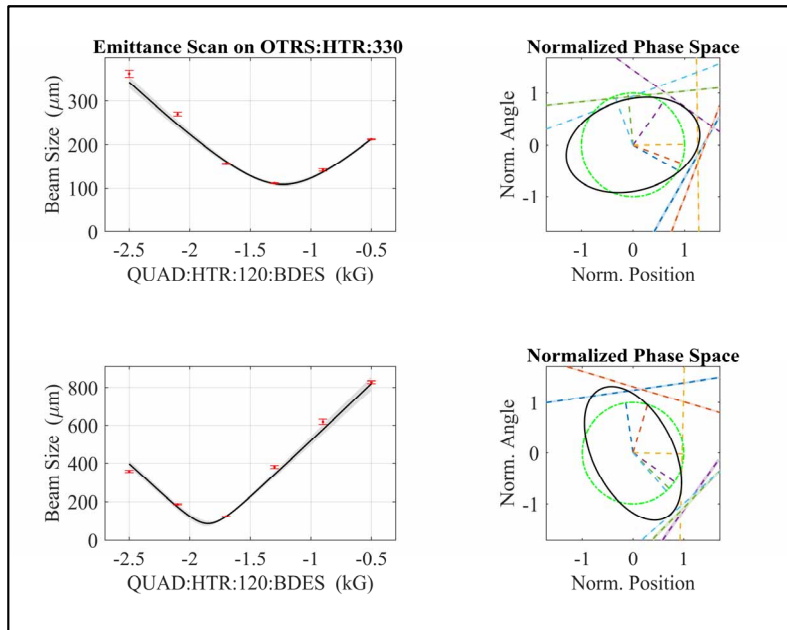 Emittance Scan on OTRS:HTR:330
Beam Size (μm)
300
200
100
0
-2.5 -2 -1.5 -1 -0.5
QUAD:HTR:120:BDES (kG)
Normalized Phase Space
Norm. Angle
1
0
-1
-1 0 1
Norm. Position
Beam Size (μm)
800
600
400
200
0
-2.5 -2 -1.5 -1 -0.5
QUAD:HTR:120:BDES (kG)
Normalized Phase Space
Norm. Angle
1
0
-1
-1 0 1
Norm. Position